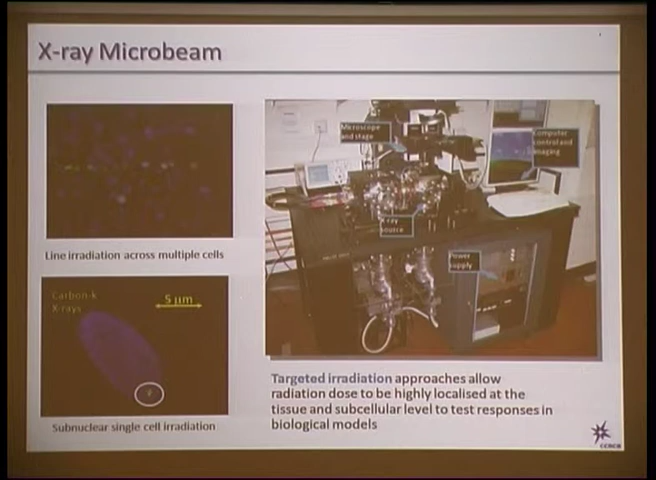 X-ray Microbeam
Microscope
and stage
Computer
control and
imaging
X-ray
source
Power
supply
Line irradiation across multiple cells
Carbon-k
X-rays
5 µm
Subnuclear single cell irradiation
Targeted irradiation approaches allow
radiation dose to be highly localised at the
tissue and subcellular level to test responses in
biological models
CCRCB